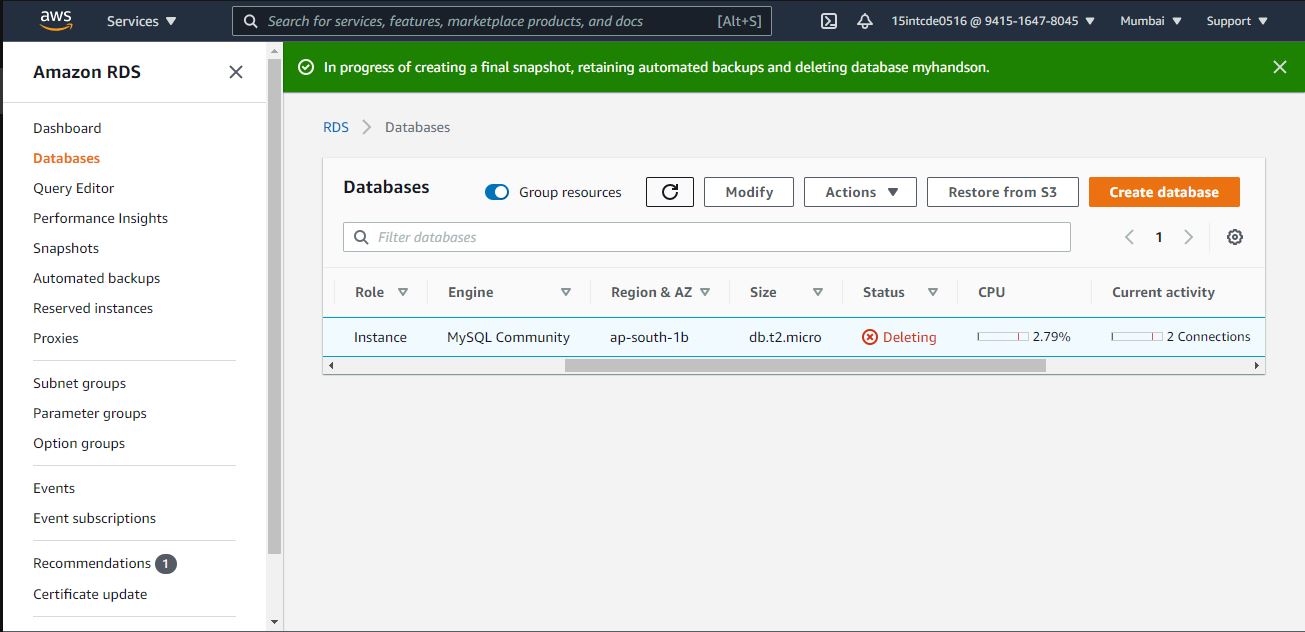 aws
Services
Search for services, features, marketplace products, and docs [Alt+S]
15intcde0516 @ 9415-1647-8045
Mumbai
Support
Amazon RDS
Dashboard
Databases
Query Editor
Performance Insights
Snapshots
Automated backups
Reserved instances
Proxies
Subnet groups
Parameter groups
Option groups
Events
Event subscriptions
Recommendations 1
Certificate update
In progress of creating a final snapshot, retaining automated backups and deleting database myhandson.
RDS Databases
Databases Group resources Modify Actions Restore from S3 Create database
Filter databases 1
Role Engine Region & AZ Size Status CPU Current activity
Instance MySQL Community ap-south-1b db.t2.micro Deleting 2.79% 2 Connections